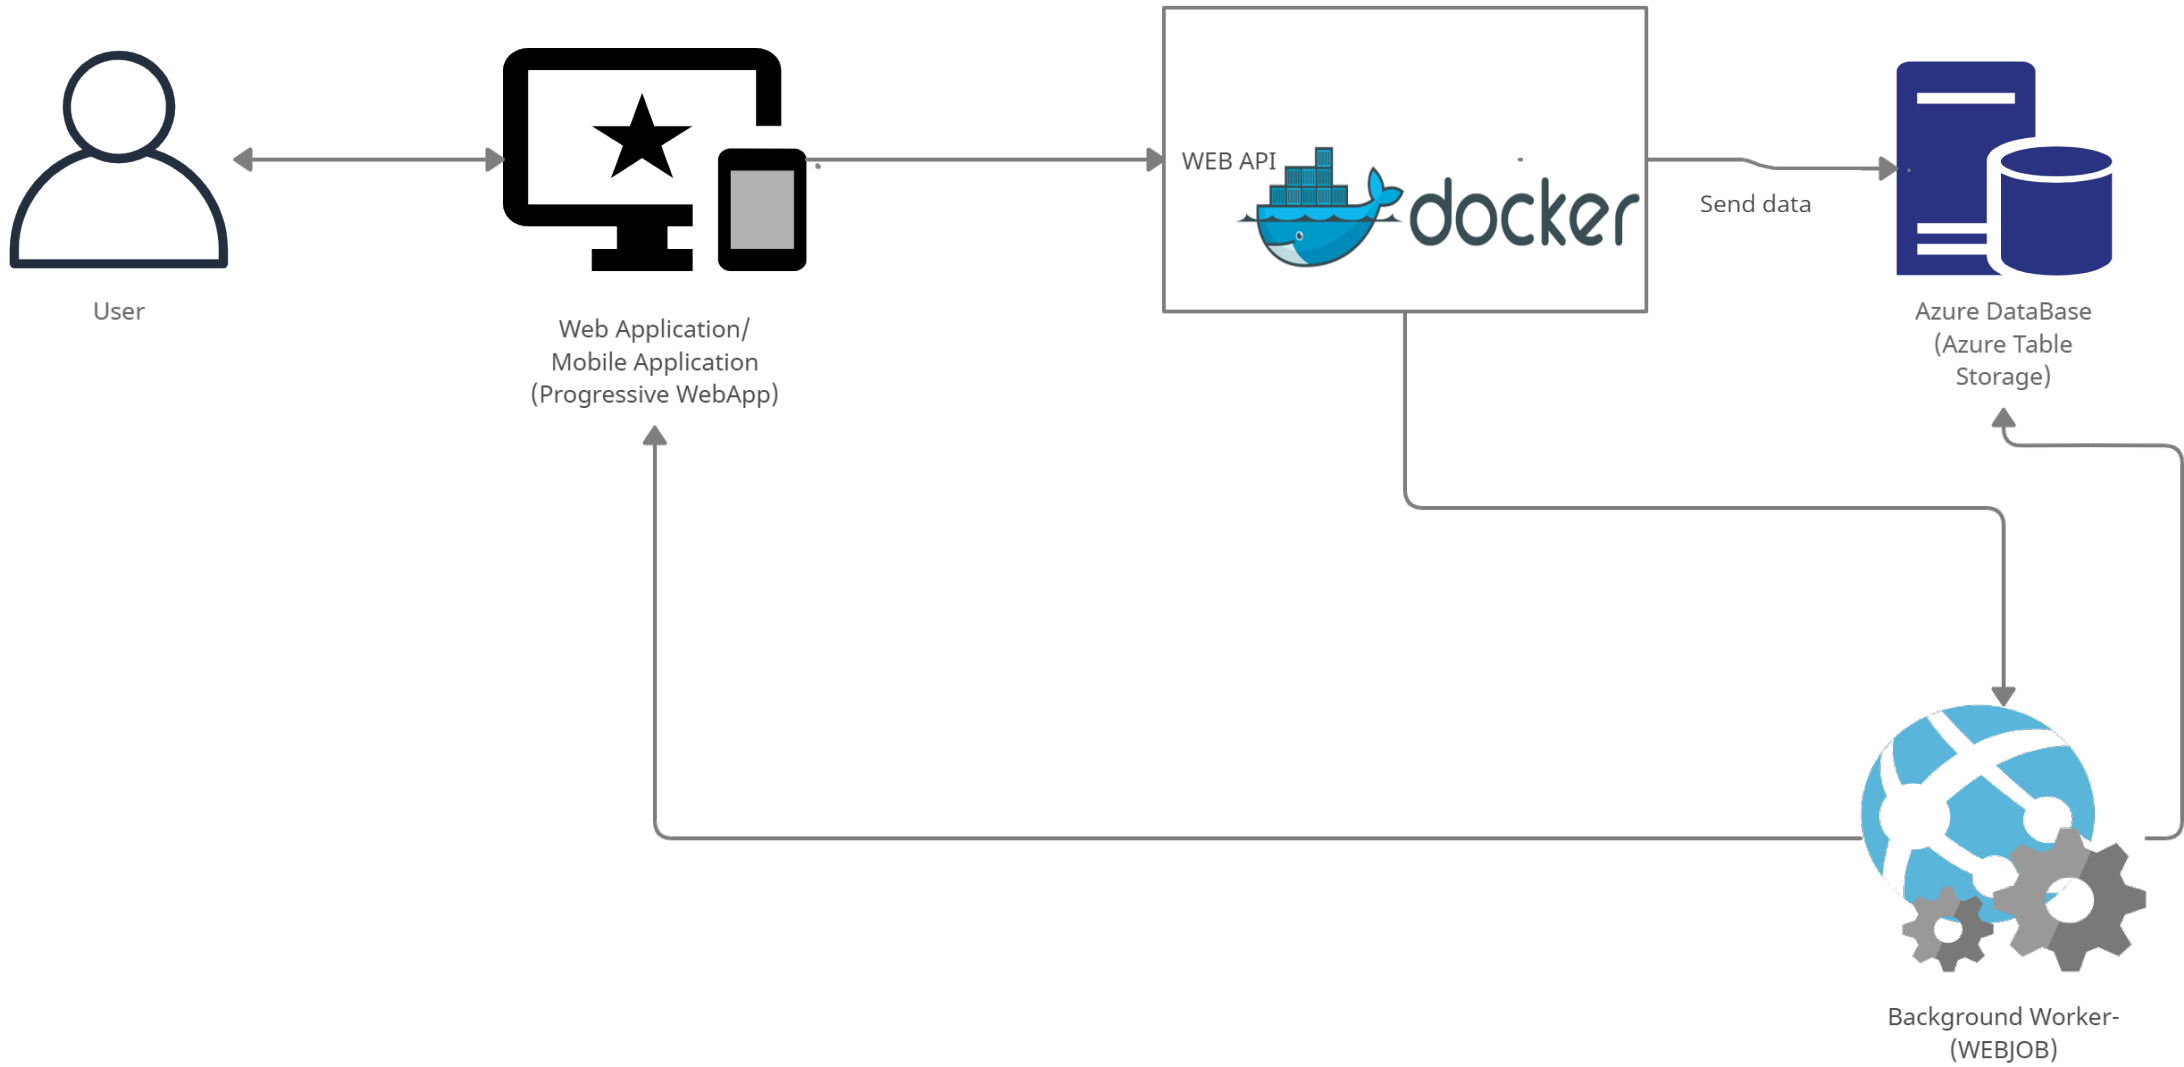 WEB API
docker
Send data
User
Web Application/
Mobile Application
(Progressive WebApp)
Azure DataBase
(Azure Table
Storage)
Background Worker-
(WEBJOB)